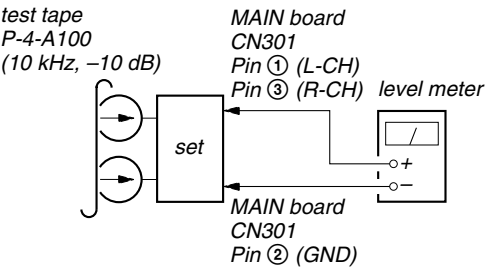 test tape
P-4-A100
(10 kHz, –10 dB)
MAIN board
CN301
Pin ① (L-CH)
Pin ③ (R-CH)
level meter
set
+
–
MAIN board
CN301
Pin ② (GND)